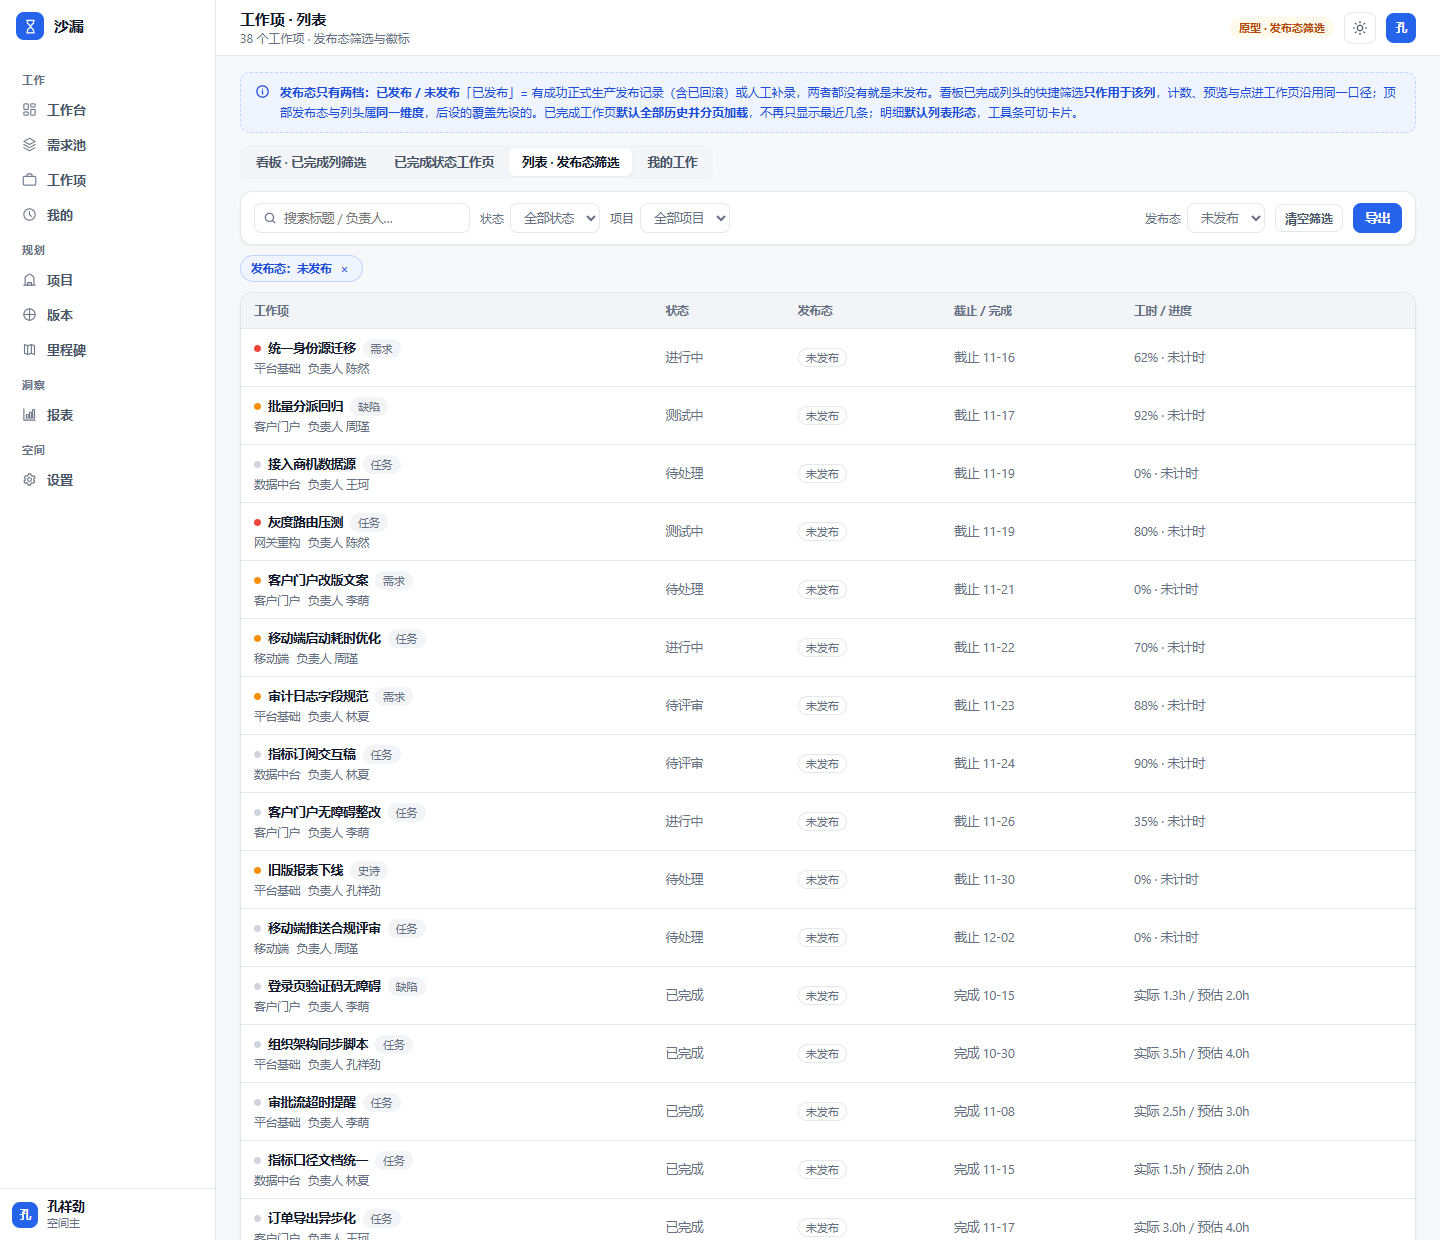 沙漏
工作
工作台
需求池
工作项
我的
规划
项目
版本
里程碑
洞察
报表
空间
设置
孔
孔祥劲
空间主
工作项 · 列表
38 个工作项 · 发布态筛选与徽标
原型 · 发布态筛选
孔
发布态只有两档：已发布 / 未发布「已发布」= 有成功正式生产发布记录（含已回滚）或人工补录，两者都没有就是未发布。看板已完成列头的快捷筛选只作用于该列，计数、预览与点进工作页沿用同一口径；顶
部发布态与列头属同一维度，后设的覆盖先设的。已完成工作页默认全部历史并分页加载，不再只显示最近几条；明细默认列表形态，工具条可切卡片。
看板 · 已完成列筛选 已完成状态工作页 列表 · 发布态筛选 我的工作
搜索标题 / 负责人... 状态 全部状态 项目 全部项目 发布态 未发布 清空筛选 导出
发布态：未发布 ×
工作项 状态 发布态 截止 / 完成 工时 / 进度
统一身份源迁移 需求
平台基础 负责人 陈然
进行中 未发布 截止 11-16 62% · 未计时
批量分派回归 缺陷
客户门户 负责人 周瑾
测试中 未发布 截止 11-17 92% · 未计时
接入商机数据源 任务
数据中台 负责人 王珂
待处理 未发布 截止 11-19 0% · 未计时
灰度路由压测 任务
网关重构 负责人 陈然
测试中 未发布 截止 11-19 80% · 未计时
客户门户改版文案 需求
客户门户 负责人 李萌
待处理 未发布 截止 11-21 0% · 未计时
移动端启动耗时优化 任务
移动端 负责人 周瑾
进行中 未发布 截止 11-22 70% · 未计时
审计日志字段规范 需求
平台基础 负责人 林夏
待评审 未发布 截止 11-23 88% · 未计时
指标订阅交互稿 任务
数据中台 负责人 林夏
待评审 未发布 截止 11-24 90% · 未计时
客户门户无障碍整改 任务
客户门户 负责人 李萌
进行中 未发布 截止 11-26 35% · 未计时
旧版报表下线 史诗
平台基础 负责人 孔祥劲
待处理 未发布 截止 11-30 0% · 未计时
移动端推送合规评审 任务
移动端 负责人 周瑾
待处理 未发布 截止 12-02 0% · 未计时
登录页验证码无障碍 缺陷
客户门户 负责人 李萌
已完成 未发布 完成 10-15 实际 1.3h / 预估 2.0h
组织架构同步脚本 任务
平台基础 负责人 孔祥劲
已完成 未发布 完成 10-30 实际 3.5h / 预估 4.0h
审批流超时提醒 任务
平台基础 负责人 李萌
已完成 未发布 完成 11-08 实际 2.5h / 预估 3.0h
指标口径文档统一 任务
数据中台 负责人 林夏
已完成 未发布 完成 11-15 实际 1.5h / 预估 2.0h
订单导出异步化 任务
客户门户 负责人 王珂
已完成 未发布 完成 11-17 实际 3.0h / 预估 4.0h